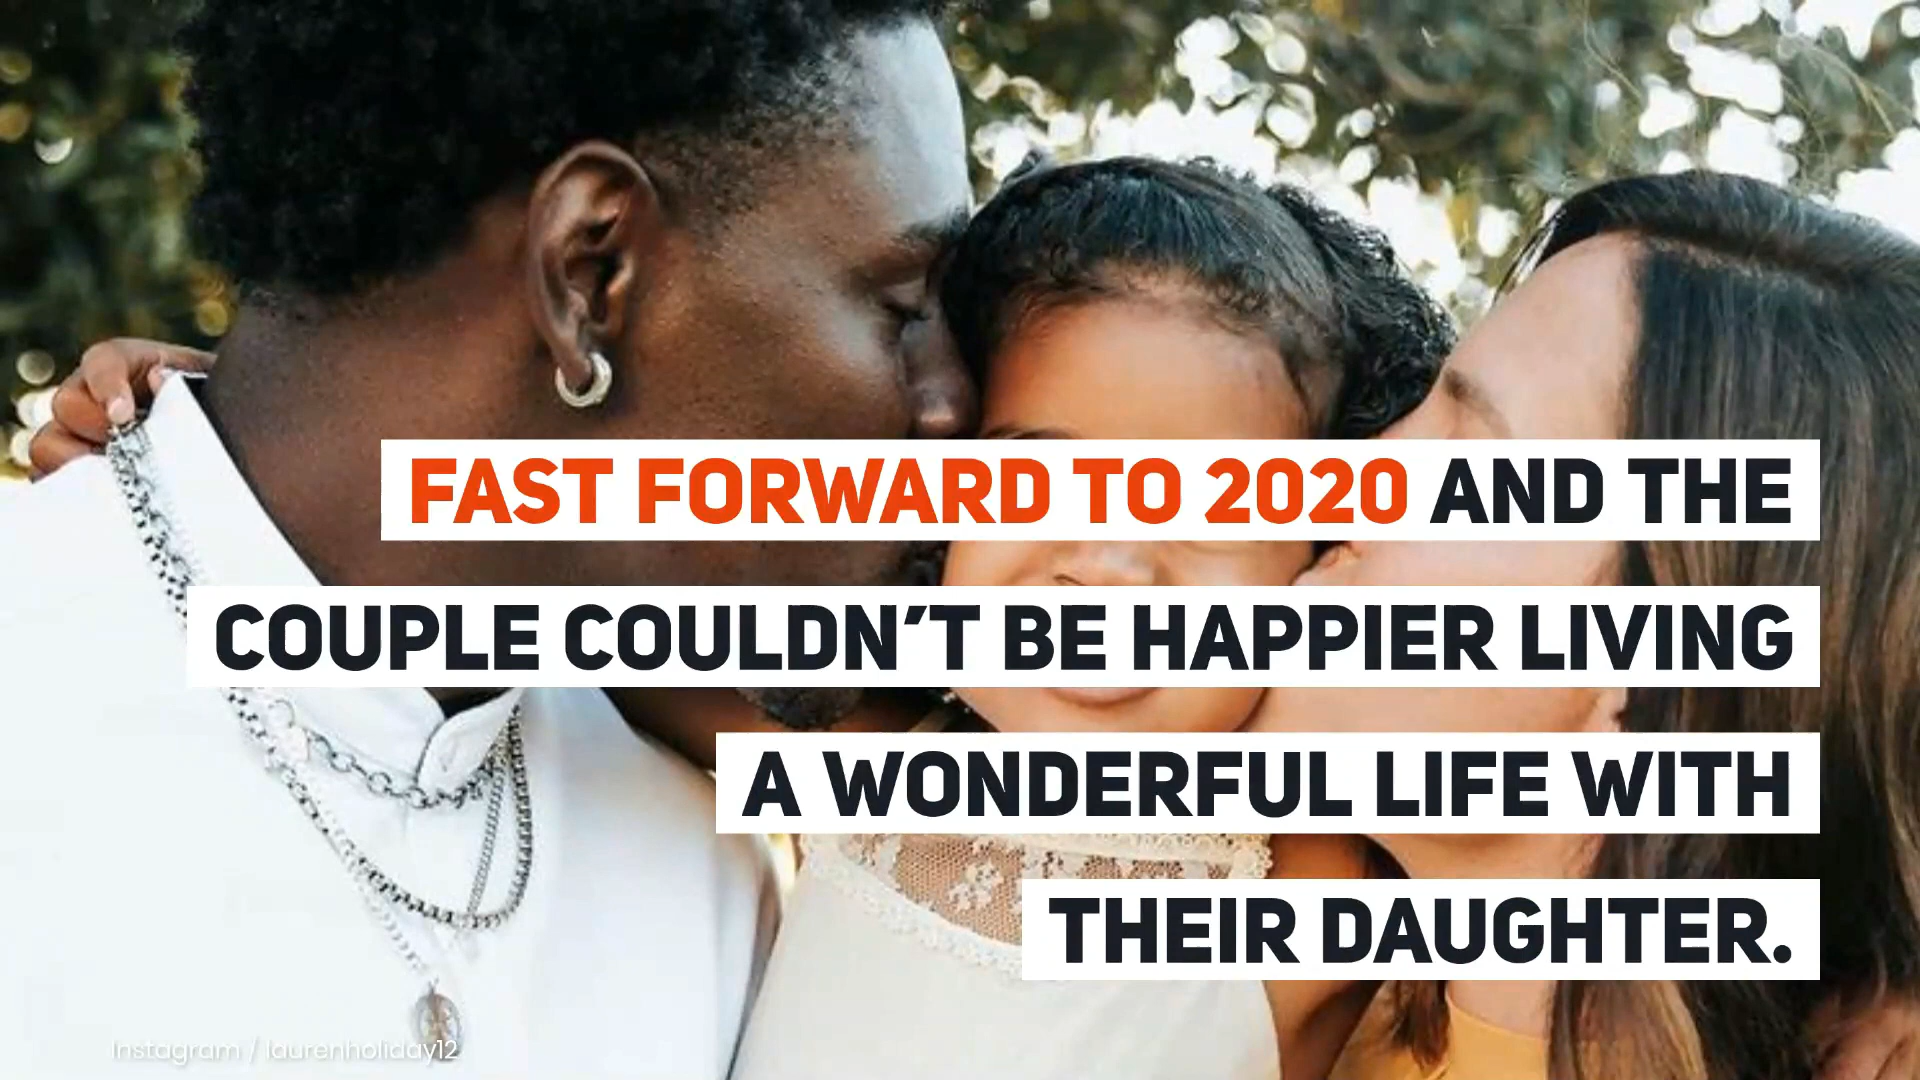 FAST FORWARD TO 2020 AND THE
COUPLE COULDN'T BE HAPPIER LIVING
A WONDERFUL LIFE WITH
THEIR DAUGHTER.
Instagram / laurenholiday12